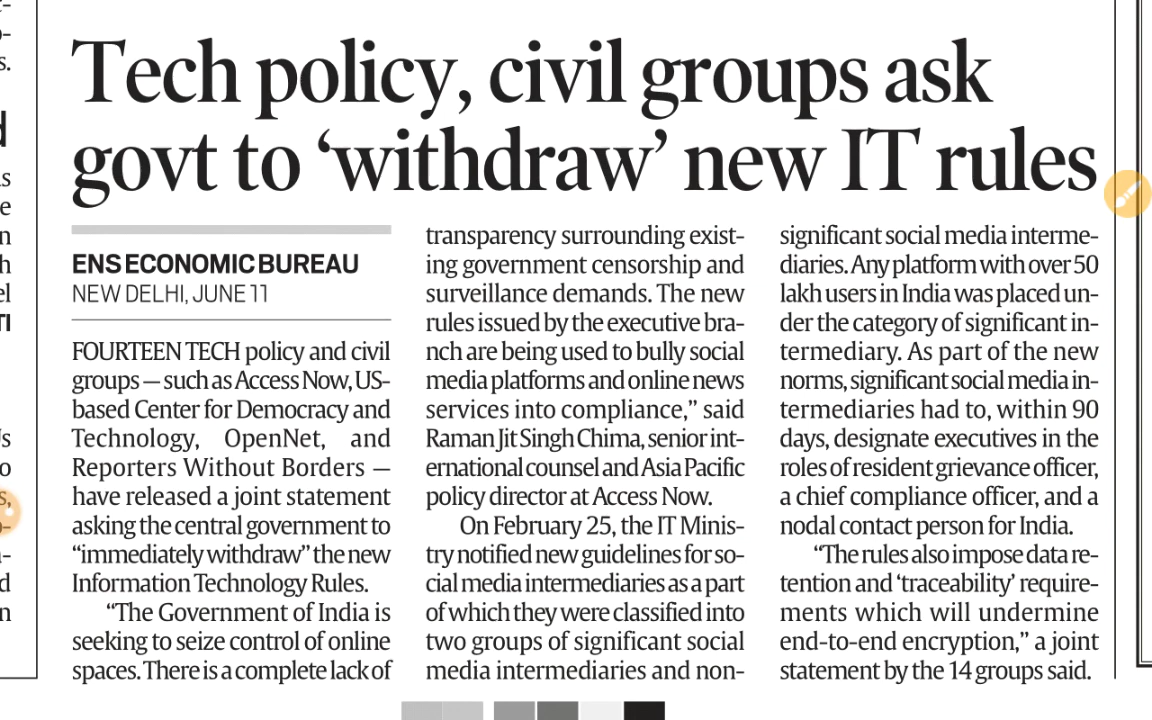 Tech policy, civil groups ask
govt to ‘withdraw’ new IT rules
ENS ECONOMIC BUREAU
NEW DELHI, JUNE 11
FOURTEEN TECH policy and civil
groups — such as Access Now, US-
based Center for Democracy and
Technology, OpenNet, and
Reporters Without Borders —
have released a joint statement
asking the central government to
“immediately withdraw” the new
Information Technology Rules.
“The Government of India is
seeking to seize control of online
spaces. There is a complete lack of
transparency surrounding exist-
ing government censorship and
surveillance demands. The new
rules issued by the executive bra-
nch are being used to bully social
media platforms and online news
services into compliance,” said
Raman Jit Singh Chima, senior int-
ernational counsel and Asia Pacific
policy director at Access Now.
On February 25, the IT Minis-
try notified new guidelines for so-
cial media intermediaries as a part
of which they were classified into
two groups of significant social
media intermediaries and non-
significant social media interme-
diaries. Any platform with over 50
lakh users in India was placed un-
der the category of significant in-
termediary. As part of the new
norms, significant social media in-
termediaries had to, within 90
days, designate executives in the
roles of resident grievance officer,
a chief compliance officer, and a
nodal contact person for India.
“The rules also impose data re-
tention and ‘traceability’ require-
ments which will undermine
end-to-end encryption,” a joint
statement by the 14 groups said.